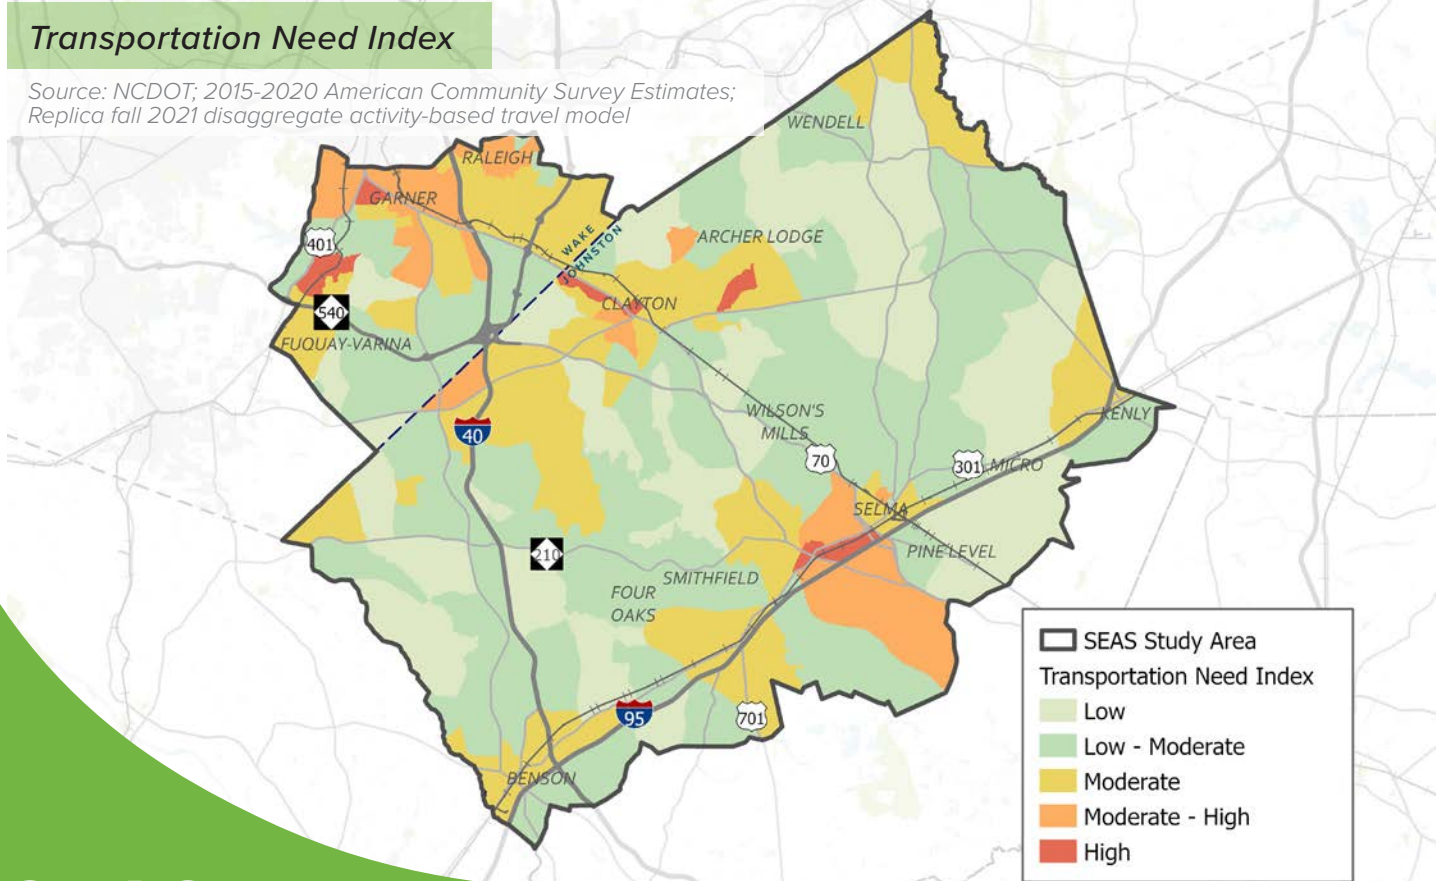 Transportation Need Index
Source: NCDOT; 2015-2020 American Community Survey Estimates;
Replica fall 2021 disaggregate activity-based travel model
WENDELL
RALEIGH
GARNER
401
WAKE
JOHNSTON
ARCHER LODGE
CLAYTON
540
FUQUAY-VARINA
WILSON'S
MILLS
KENLY
40
70
301
MICRO
SELMA
210
PINE LEVEL
SMITHFIELD
FOUR
OAKS
95
701
BENSON
SEAS Study Area
Transportation Need Index
Low
Low - Moderate
Moderate
Moderate - High
High